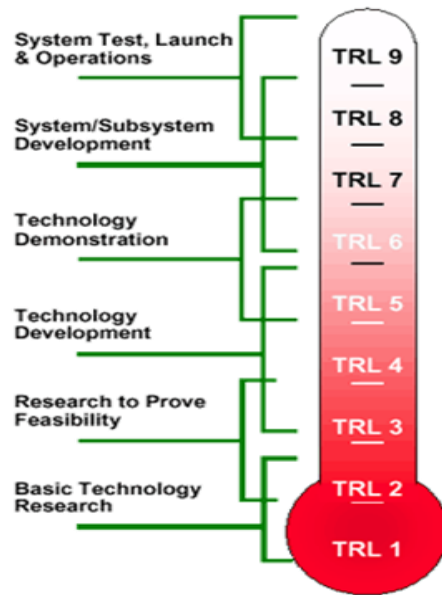 System Test, Launch
& Operations
System/Subsystem
Development
Technology
Demonstration
Technology
Development
Research to Prove
Feasibility
Basic Technology
Research
TRL 9
TRL 8
TRL 7
TRL 6
TRL 5
TRL 4
TRL 3
TRL 2
TRL 1